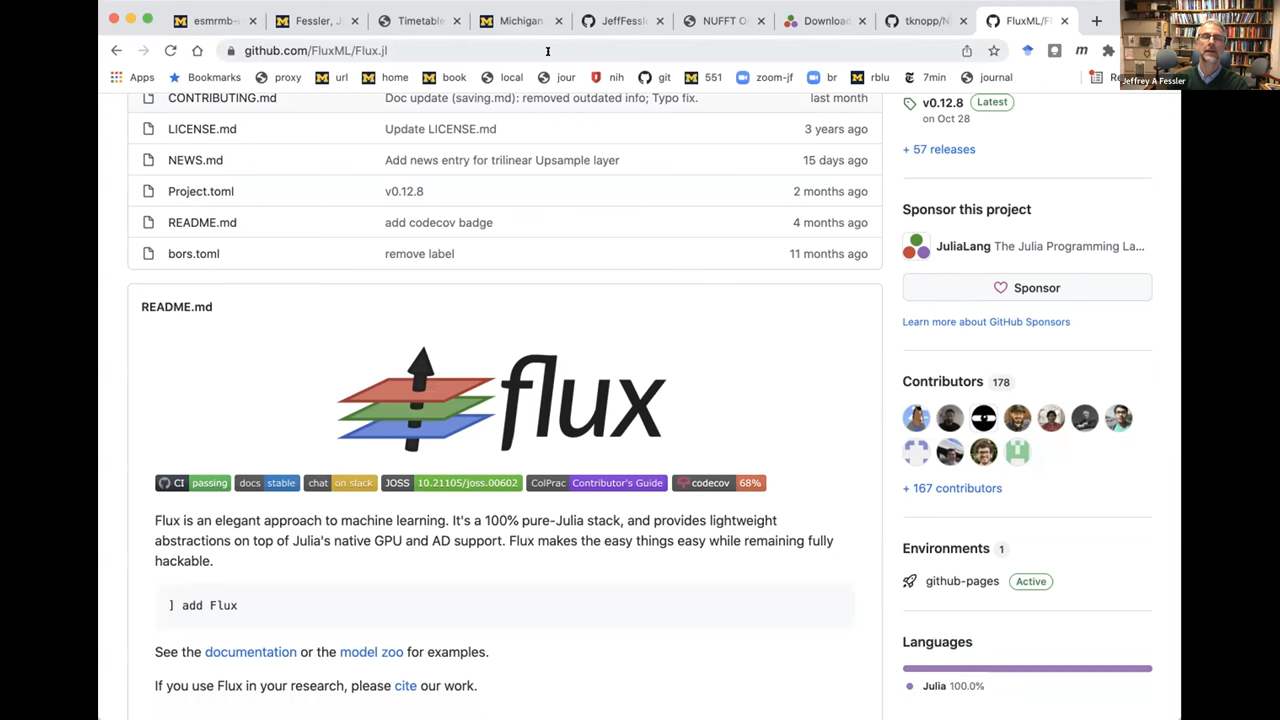 esmrmb-s
Fessler, J
Timetable
Michigan
JeffFessl
NUFFT O
Download
tknopp/N
FluxML/F
github.com/FluxML/Flux.jl
Apps
Bookmarks
proxy
url
home
book
local
jour
nih
git
551
zoom-jf
br
rblu
7min
journal
Jeffrey A Fessler
CONTRIBUTING.md Doc update (saving.md): removed outdated info; Typo fix. last month
LICENSE.md Update LICENSE.md 3 years ago
NEWS.md Add news entry for trilinear Upsample layer 15 days ago
Project.toml v0.12.8 2 months ago
README.md add codecov badge 4 months ago
bors.toml remove label 11 months ago
README.md
flux
CI passing docs stable chat on slack JOSS 10.21105/joss.00602 ColPrac Contributor's Guide codecov 68%
Flux is an elegant approach to machine learning. It's a 100% pure-Julia stack, and provides lightweight
abstractions on top of Julia's native GPU and AD support. Flux makes the easy things easy while remaining fully
hackable.
] add Flux
See the documentation or the model zoo for examples.
If you use Flux in your research, please cite our work.
v0.12.8 Latest
on Oct 28
+ 57 releases
Sponsor this project
JuliaLang The Julia Programming La...
Sponsor
Learn more about GitHub Sponsors
Contributors 178
+ 167 contributors
Environments 1
github-pages Active
Languages
Julia 100.0%